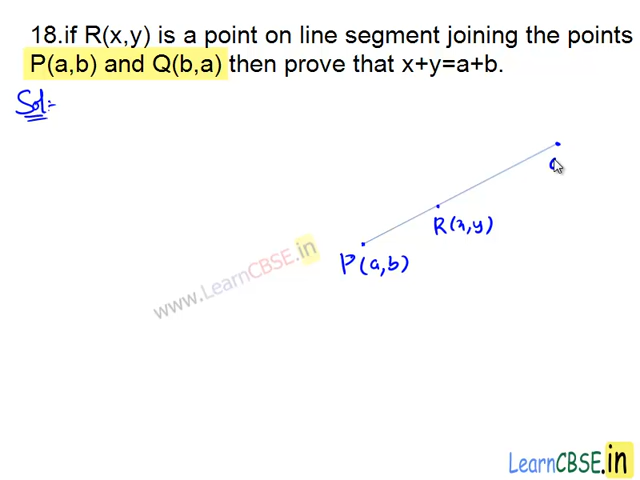 18.if R(x,y) is a point on line segment joining the points
P(a,b) and Q(b,a) then prove that x+y=a+b.
Sol:-
R(x,y)
P(a,b)
www.LearnCBSE.in
LearnCBSE.in